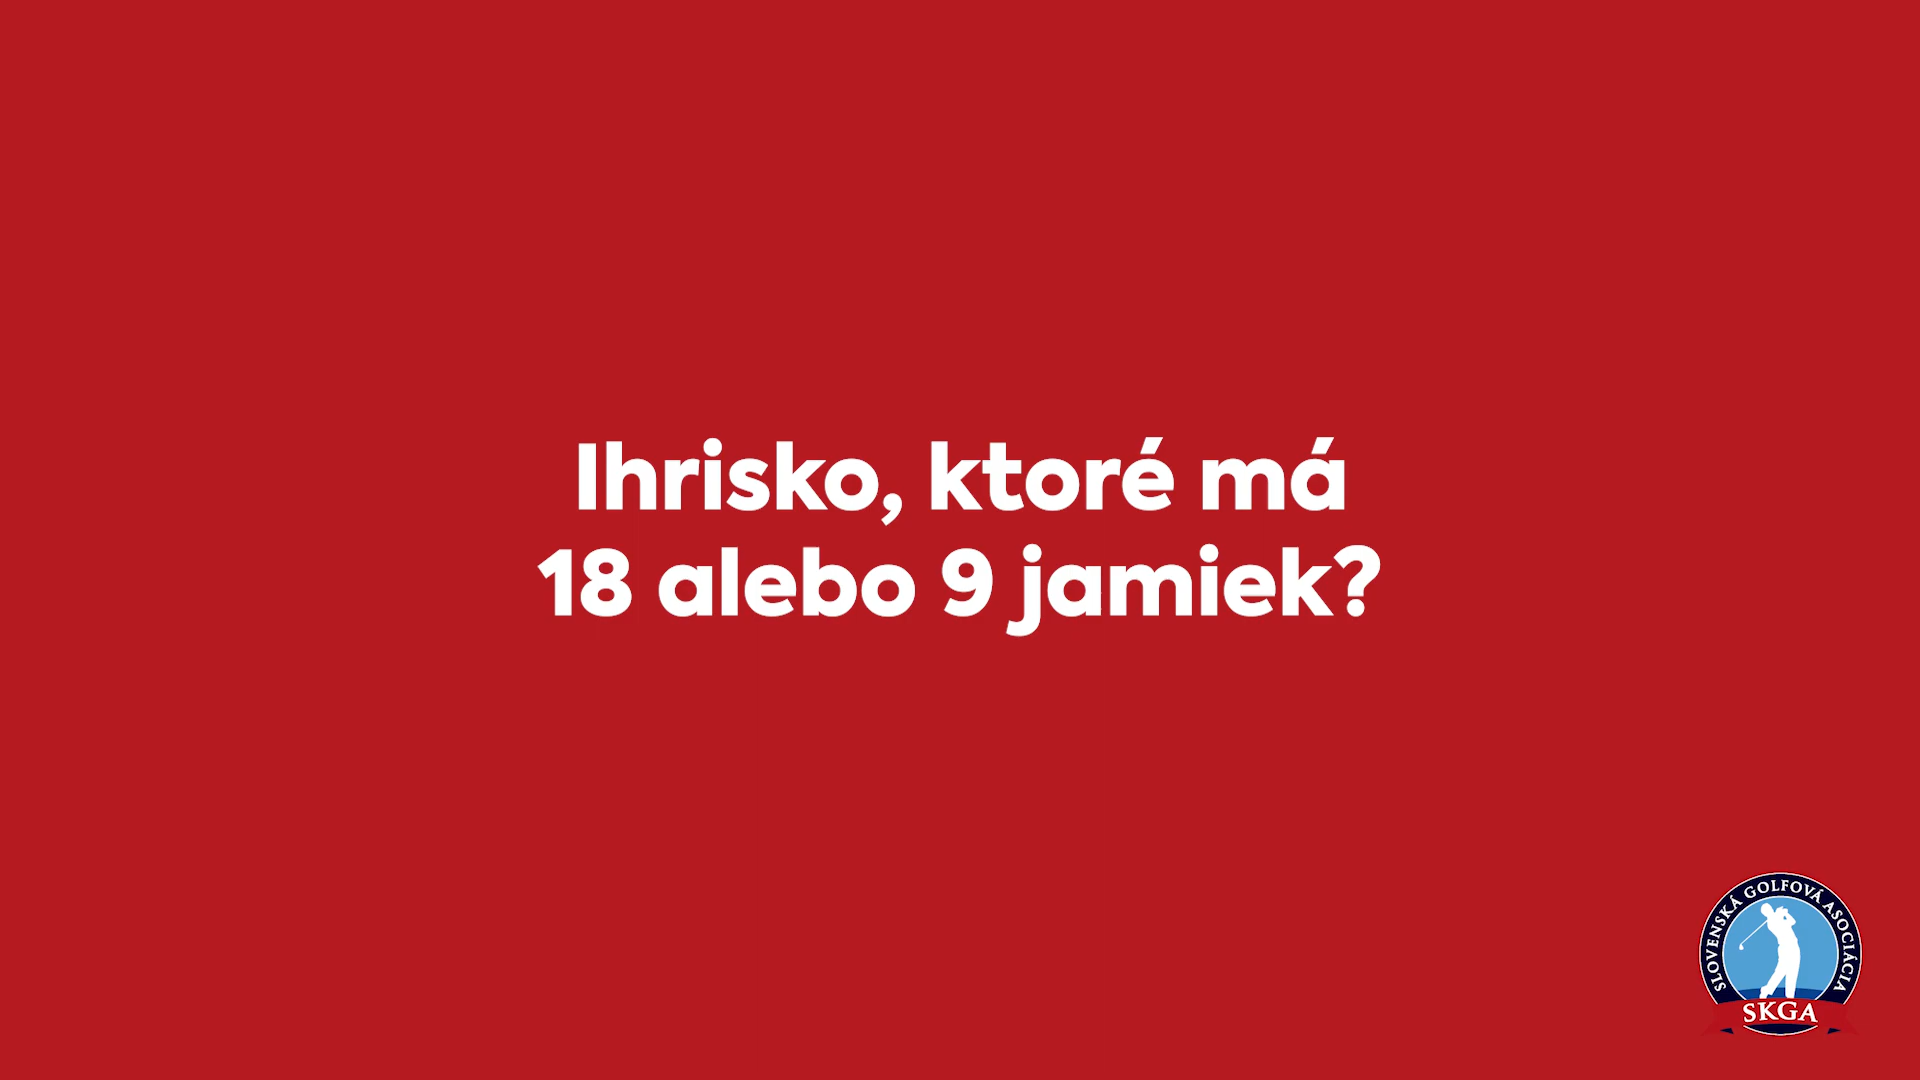 Ihrisko, ktoré má
18 alebo 9 jamiek?
SLOVENSKÁ GOLFOVÁ ASOCIÁCIA
SKGA